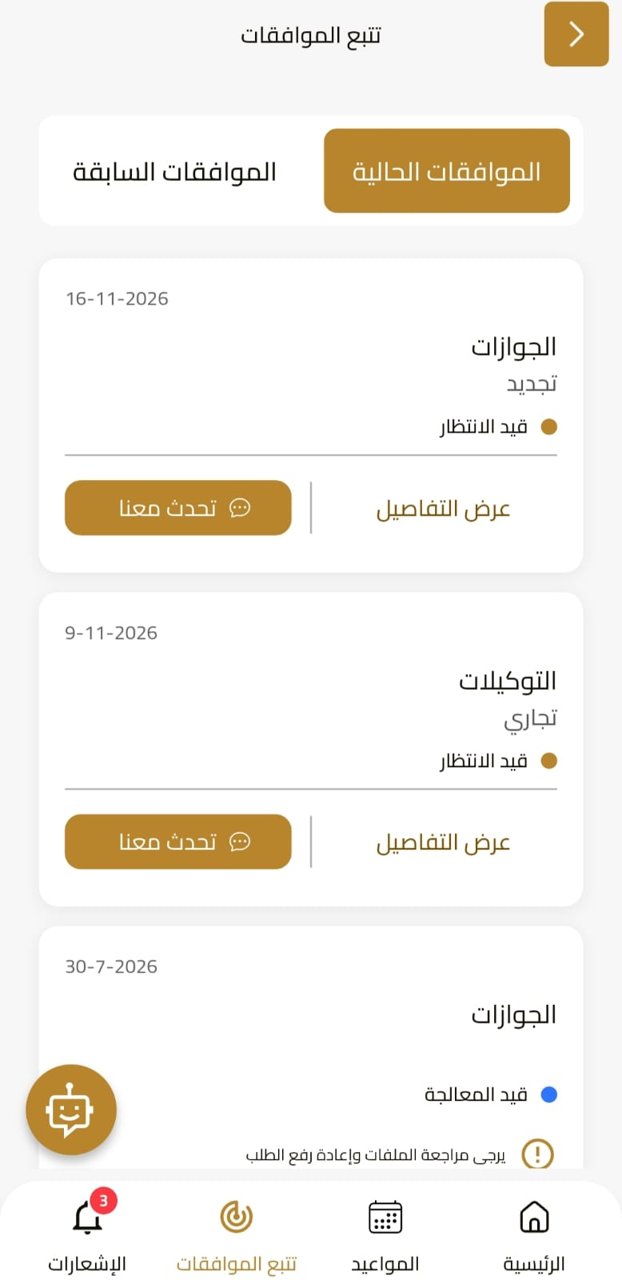 تتبع الموافقات
الموافقات الحالية
الموافقات السابقة
16-11-2026
الجوازات
تجديد
قيد الانتظار
عرض التفاصيل
تحدث معنا
9-11-2026
التوكيلات
تجاري
قيد الانتظار
عرض التفاصيل
تحدث معنا
30-7-2026
الجوازات
قيد المعالجة
يرجى مراجعة الملفات وإعادة رفع الطلب
الرئيسية
المواعيد
تتبع الموافقات
3
الإشعارات